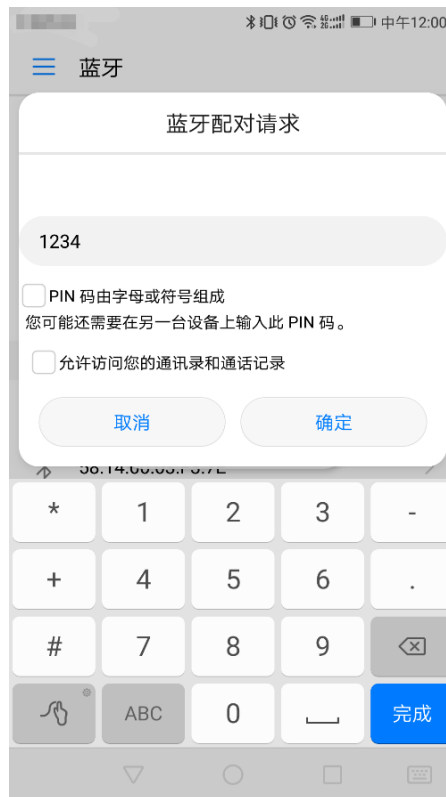 中午12:00
蓝牙
蓝牙配对请求
1234
PIN 码由字母或符号组成
您可能还需要在另一台设备上输入此 PIN 码。
允许访问您的通讯录和通话记录
取消
确定
* 1 2 3 -
+ 4 5 6 .
# 7 8 9
ABC 0 完成